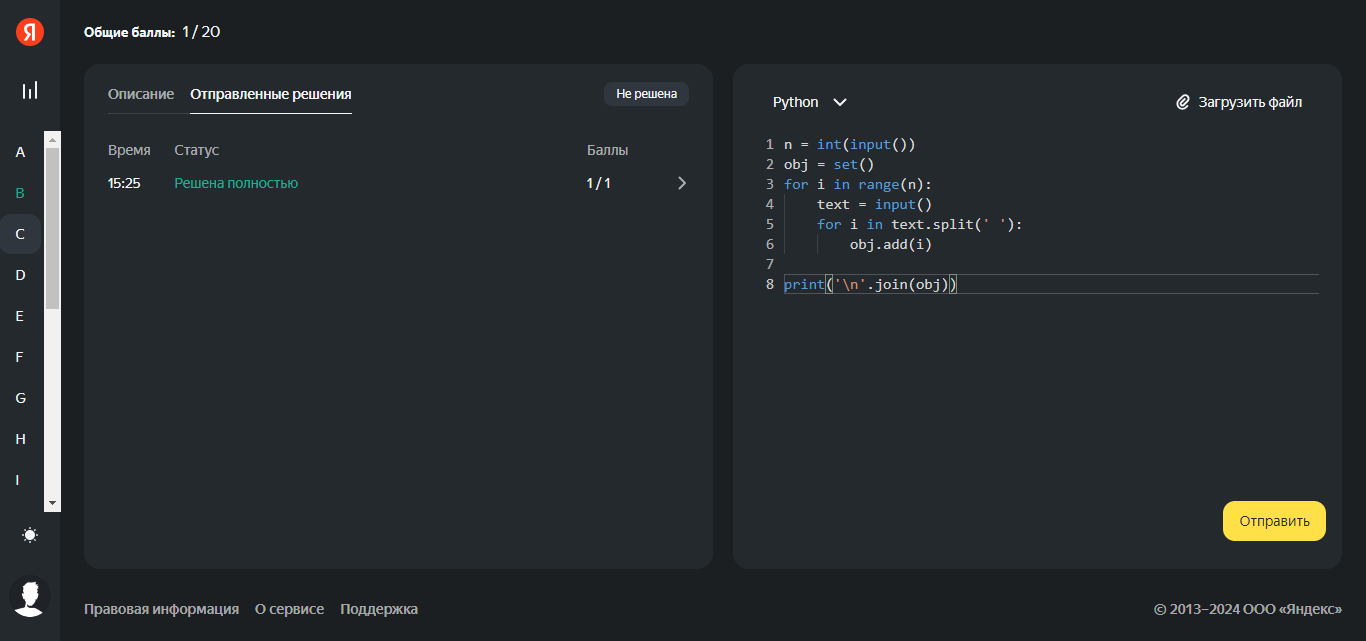 Я
Общие баллы: 1 / 20
A
B
C
D
E
F
G
H
I
Описание Отправленные решения Не решена
Время Статус Баллы
15:25 Решена полностью 1 / 1
Python Загрузить файл
1 n = int(input())
2 obj = set()
3 for i in range(n):
4     text = input()
5     for i in text.split(' '):
6         obj.add(i)
7
8 print('\n'.join(obj))
Отправить
Правовая информация О сервисе Поддержка © 2013–2024 ООО «Яндекс»